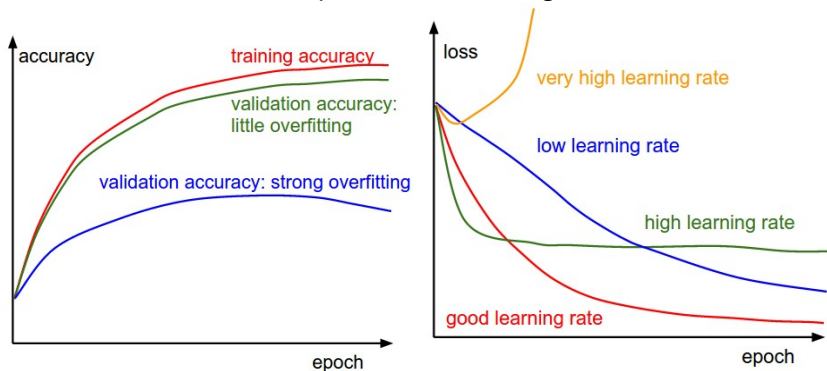 accuracy
training accuracy
validation accuracy:
little overfitting
validation accuracy: strong overfitting
epoch
loss
very high learning rate
low learning rate
high learning rate
good learning rate
epoch